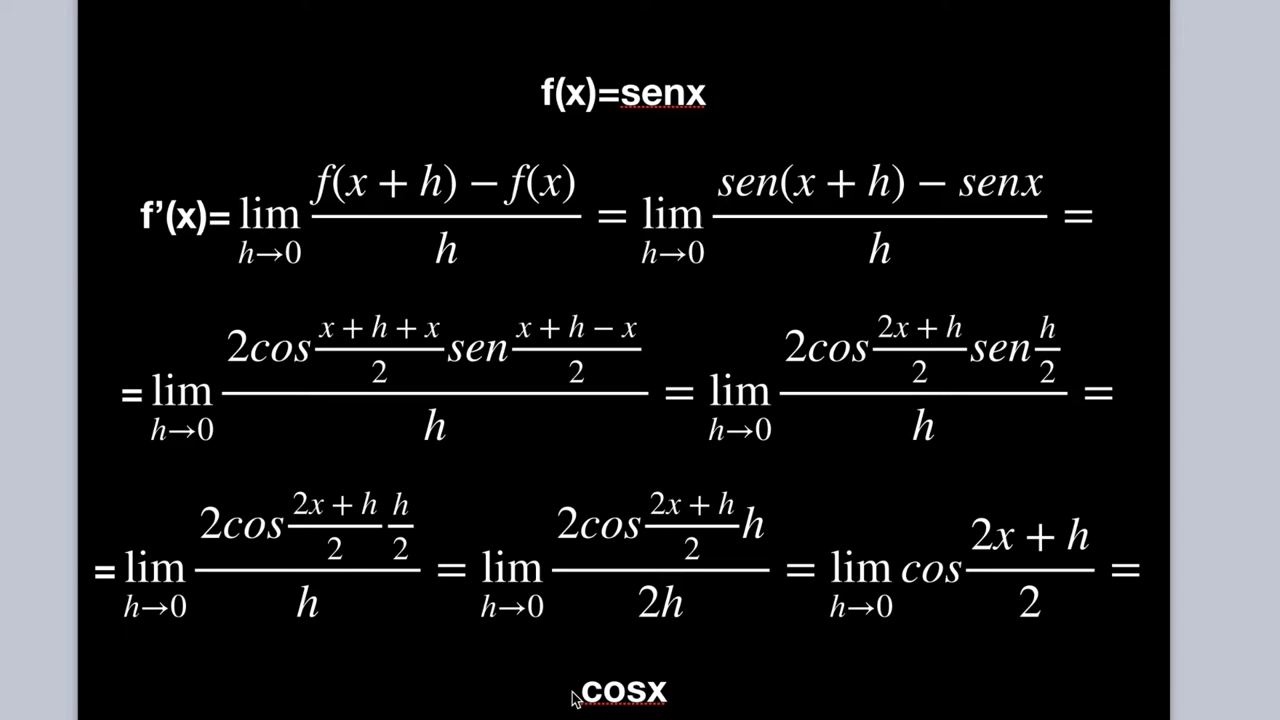 f(x)=senx
f'(x)= lim h→0 (f(x + h) − f(x))/h = lim h→0 (sen(x + h) − senx)/h =
= lim h→0 (2cos (x + h + x)/2 sen (x + h − x)/2)/h = lim h→0 (2cos (2x + h)/2 sen h/2)/h =
= lim h→0 (2cos (2x + h)/2 h/2)/h = lim h→0 (2cos (2x + h)/2 h)/2h = lim h→0 cos (2x + h)/2 =
cosx